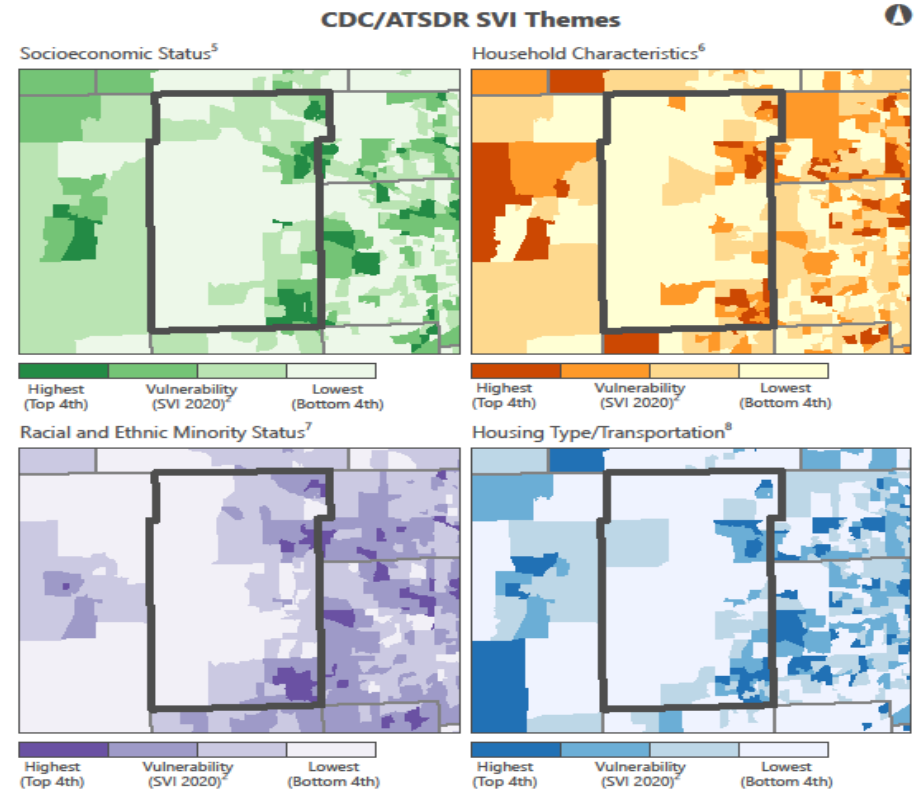 CDC/ATSDR SVI Themes
Socioeconomic Status⁵
Household Characteristics⁶
Highest
(Top 4th)
Vulnerability
(SVI 2020)²
Lowest
(Bottom 4th)
Highest
(Top 4th)
Vulnerability
(SVI 2020)²
Lowest
(Bottom 4th)
Racial and Ethnic Minority Status⁷
Housing Type/Transportation⁸
Highest
(Top 4th)
Vulnerability
(SVI 2020)²
Lowest
(Bottom 4th)
Highest
(Top 4th)
Vulnerability
(SVI 2020)²
Lowest
(Bottom 4th)